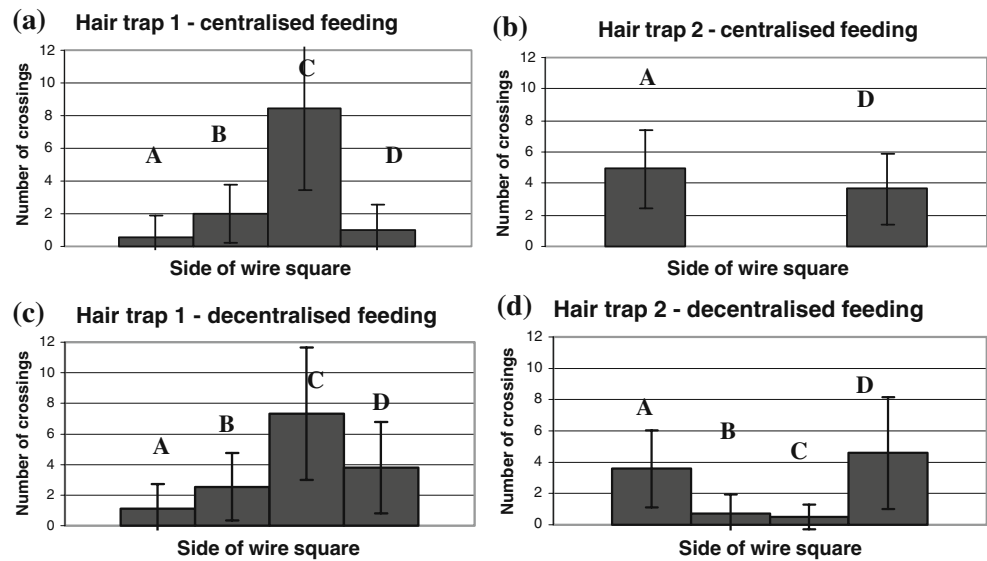 (a)
Hair trap 1 - centralised feeding
Number of crossings
12
10
8
6
4
2
0
A
B
C
D
Side of wire square
(b)
Hair trap 2 - centralised feeding
Number of crossings
12
10
8
6
4
2
0
A
D
Side of wire square
(c)
Hair trap 1 - decentralised feeding
Number of crossings
12
10
8
6
4
2
0
A
B
C
D
Side of wire square
(d)
Hair trap 2 - decentralised feeding
Number of crossings
12
10
8
6
4
2
0
A
B
C
D
Side of wire square